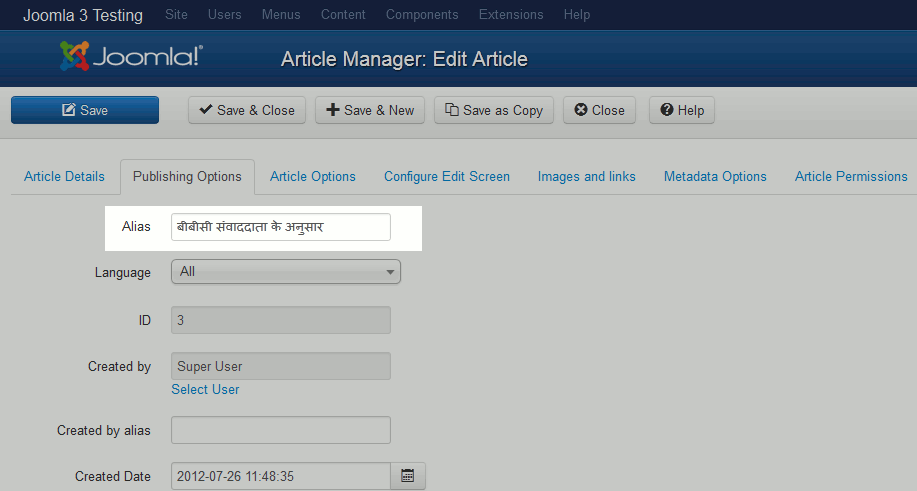 Joomla 3 Testing Site Users Menus Content Components Extensions Help
Joomla!® Article Manager: Edit Article
Save Save & Close Save & New Save as Copy Close Help
Article Details Publishing Options Article Options Configure Edit Screen Images and links Metadata Options Article Permissions
Alias बीबीसी संवाददाता के अनुसार
Language All
ID 3
Created by Super User
Select User
Created by alias
Created Date 2012-07-26 11:48:35